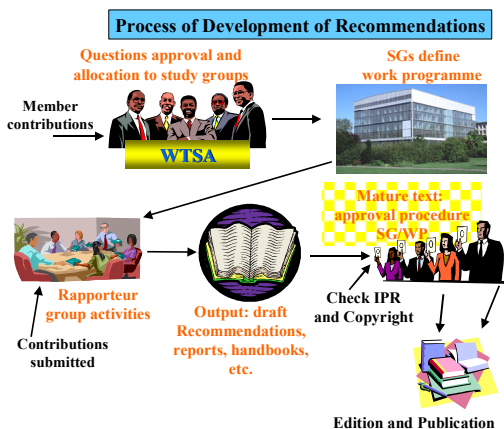 Process of Development of Recommendations
Questions approval and
allocation to study groups
SGs define
work programme
Member
contributions
WTSA
Mature text:
approval procedure
SG/WP
Rapporteur
group activities
Output: draft
Recommendations,
reports, handbooks,
etc.
Check IPR
and Copyright
Contributions
submitted
Edition and Publication